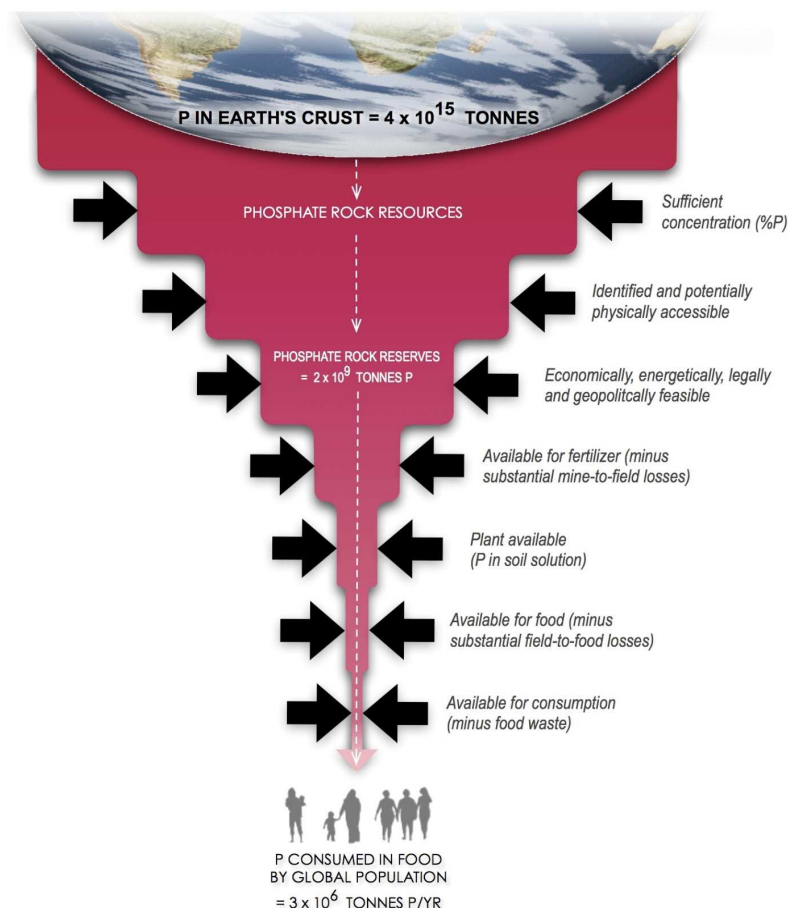 P IN EARTH'S CRUST = 4 x 10^15 TONNES
PHOSPHATE ROCK RESOURCES
Sufficient
concentration (%P)
Identified and potentially
physically accessible
PHOSPHATE ROCK RESERVES
= 2 x 10^9 TONNES P
Economically, energetically, legally
and geopolitcally feasible
Available for fertilizer (minus
substantial mine-to-field losses)
Plant available
(P in soil solution)
Available for food (minus
substantial field-to-food losses)
Available for consumption
(minus food waste)
P CONSUMED IN FOOD
BY GLOBAL POPULATION
= 3 x 10^6 TONNES P/YR